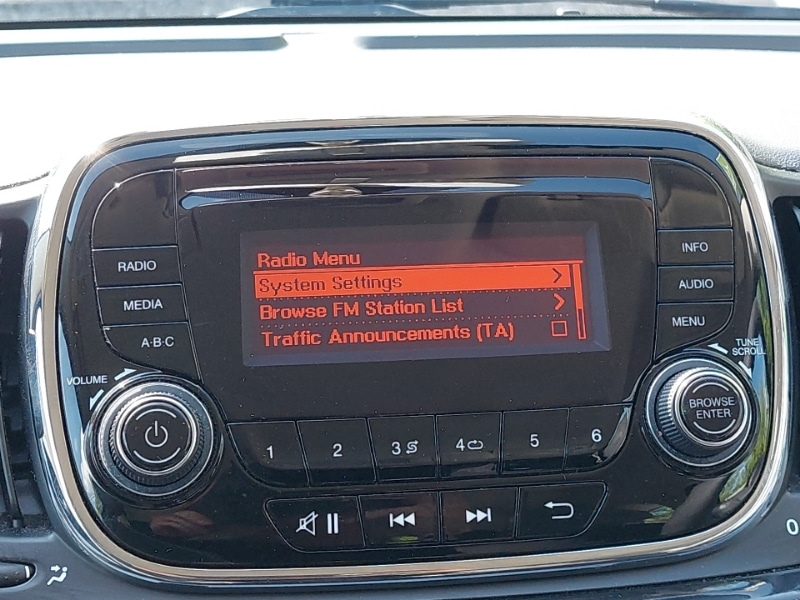 Radio Menu
System Settings
Browse FM Station List
Traffic Announcements (TA)
RADIO
MEDIA
A·B·C
VOLUME
INFO
AUDIO
MENU
TUNE
SCROLL
BROWSE
ENTER
1 2 3 4 5 6
0